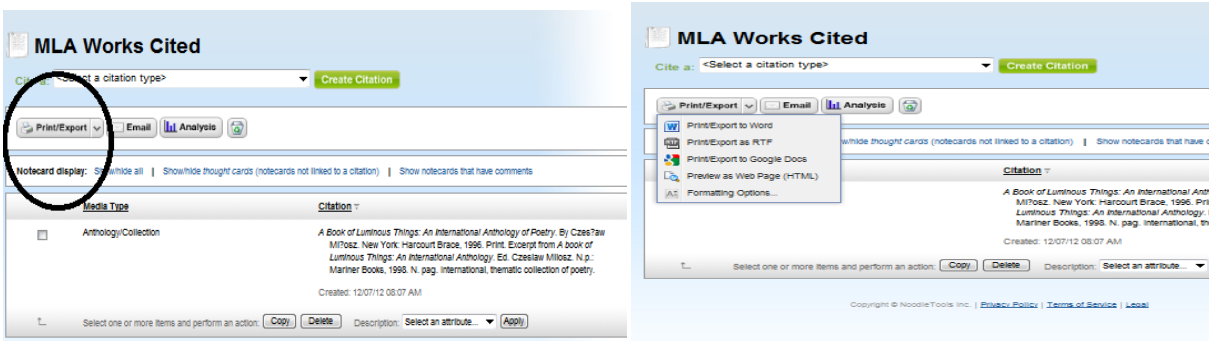 MLA Works Cited
Cite a: <Select a citation type> Create Citation
Print/Export Email Analysis
Notecard display: Show/hide all | Show/hide thought cards (notecards not linked to a citation) | Show notecards that have comments
Media Type Citation
Anthology/Collection A Book of Luminous Things: An International Anthology of Poetry. By Czes?aw
Mi?osz. New York: Harcourt Brace, 1996. Print. Excerpt from A book of
Luminous Things: An International Anthology. Ed. Czeslaw Milosz. N.p.:
Mariner Books, 1998. N. pag. International, thematic collection of poetry.
Created: 12/07/12 08:07 AM
Select one or more items and perform an action: Copy Delete Description: Select an attribute... Apply
MLA Works Cited
Cite a: <Select a citation type> Create Citation
Print/Export Email Analysis
Print/Export to Word
Print/Export as RTF
w/hide thought cards (notecards not linked to a citation) | Show notecards that have c
Print/Export to Google Docs
Preview as Web Page (HTML)
Formatting Options...
Citation
A Book of Luminous Things: An International Anth
Mi?osz. New York: Harcourt Brace, 1996. Pri
Luminous Things: An International Anthology.
Mariner Books, 1998. N. pag. International, th
Created: 12/07/12 08:07 AM
Select one or more items and perform an action: Copy Delete Description: Select an attribute...
Copyright © NoodleTools Inc. | Privacy Policy | Terms of Service | Legal